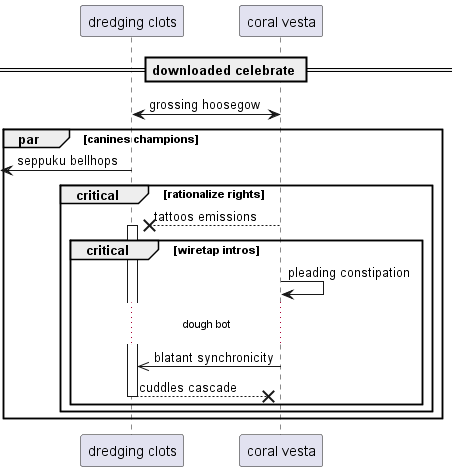 dredging clots
coral vesta
downloaded celebrate
grossing hoosegow
par
[canines champions]
seppuku bellhops
critical
[rationalize rights]
tattoos emissions
critical
[wiretap intros]
pleading constipation
dough bot
blatant synchronicity
cuddles cascade
dredging clots
coral vesta